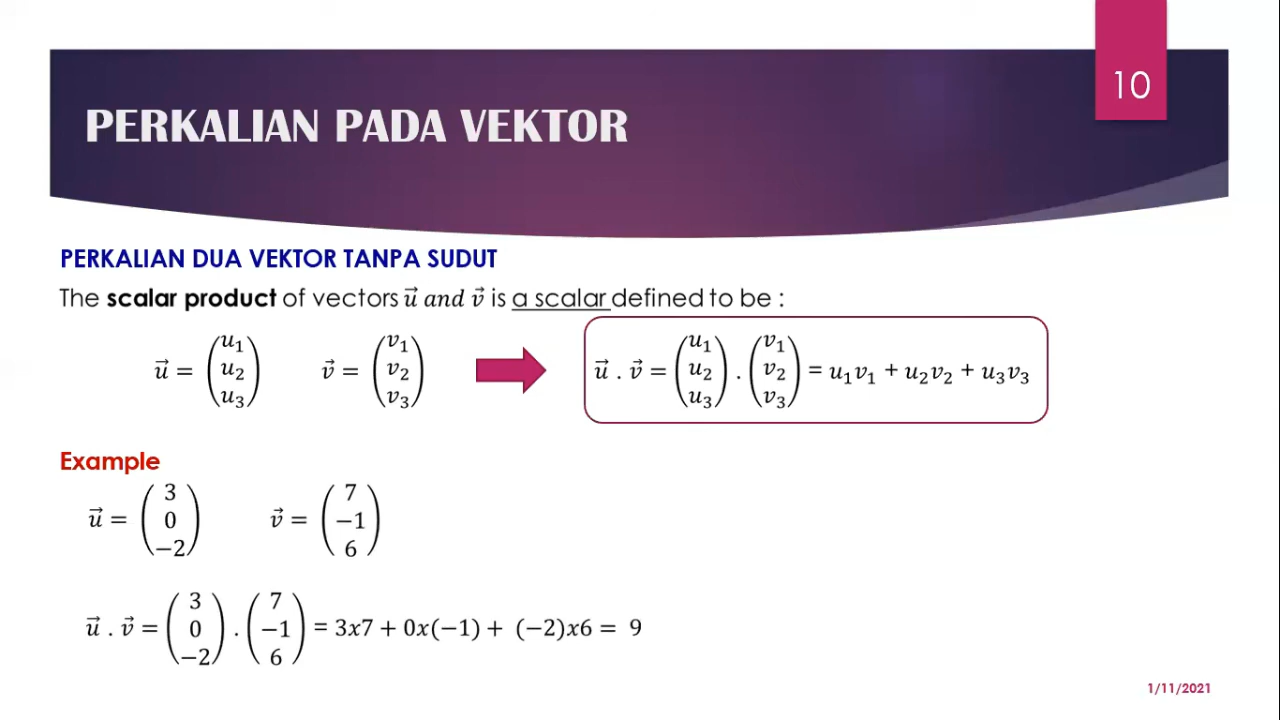 10
PERKALIAN PADA VEKTOR
PERKALIAN DUA VEKTOR TANPA SUDUT
The scalar product of vectors u⃗ and v⃗ is a scalar defined to be :
u⃗ = (u₁ u₂ u₃) v⃗ = (v₁ v₂ v₃) u⃗ . v⃗ = (u₁ u₂ u₃) . (v₁ v₂ v₃) = u₁v₁ + u₂v₂ + u₃v₃
Example
u⃗ = (3 0 −2) v⃗ = (7 −1 6)
u⃗ . v⃗ = (3 0 −2) . (7 −1 6) = 3x7 + 0x(−1) + (−2)x6 = 9
1/11/2021